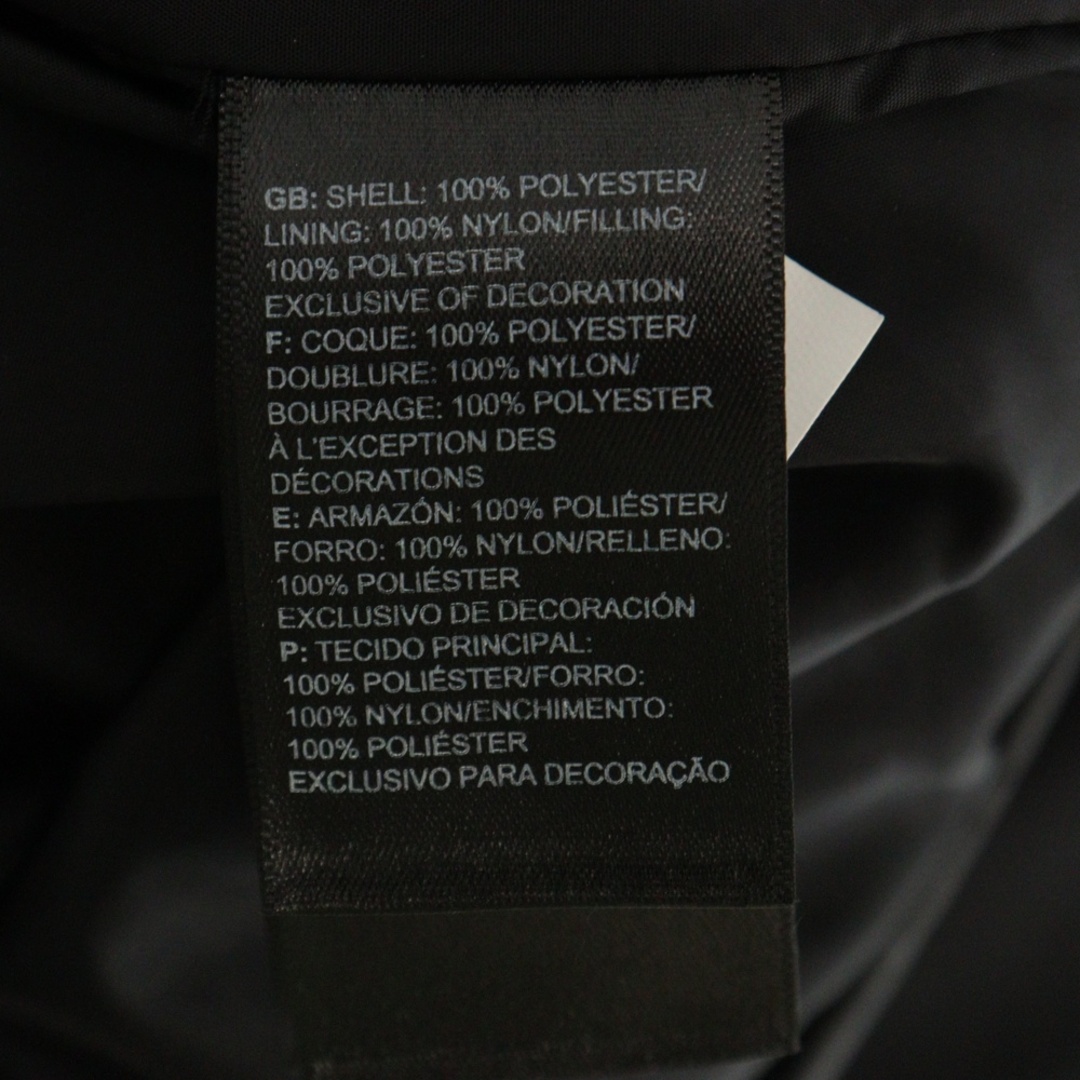 GB: SHELL: 100% POLYESTER/
LINING: 100% NYLON/FILLING:
100% POLYESTER
EXCLUSIVE OF DECORATION
F: COQUE: 100% POLYESTER/
DOUBLURE: 100% NYLON/
BOURRAGE: 100% POLYESTER
À L'EXCEPTION DES
DÉCORATIONS
E: ARMAZÓN: 100% POLIÉSTER/
FORRO: 100% NYLON/RELLENO:
100% POLIÉSTER
EXCLUSIVO DE DECORACIÓN
P: TECIDO PRINCIPAL:
100% POLIÉSTER/FORRO:
100% NYLON/ENCHIMENTO:
100% POLIÉSTER
EXCLUSIVO PARA DECORAÇÃO